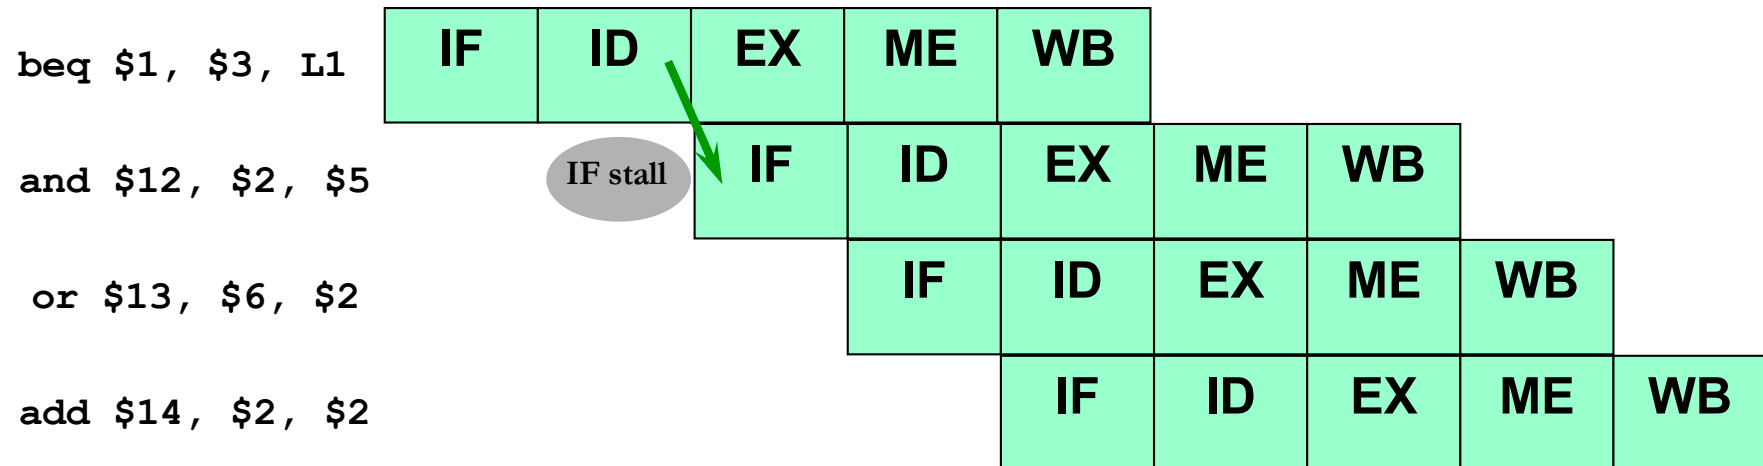 beq $1, $3, L1 IF ID EX ME WB
and $12, $2, $5 IF stall IF ID EX ME WB
or $13, $6, $2 IF ID EX ME WB
add $14, $2, $2 IF ID EX ME WB